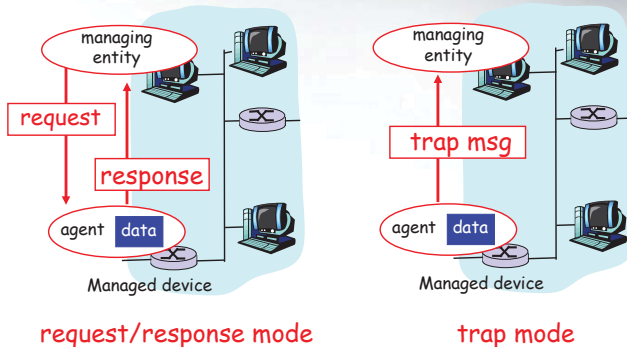 managing
entity
request
response
agent data
Managed device
request/response mode
managing
entity
trap msg
agent data
Managed device
trap mode